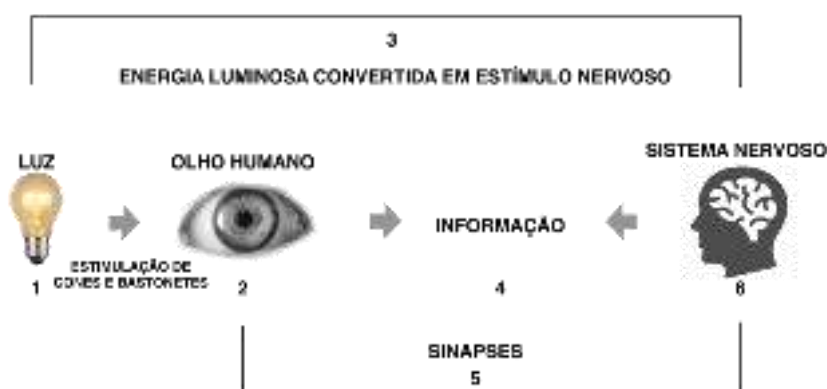 3
ENERGIA LUMINOSA CONVERTIDA EM ESTÍMULO NERVOSO
LUZ
OLHO HUMANO
SISTEMA NERVOSO
INFORMAÇÃO
ESTIMULAÇÃO DE
CONES E BASTONETES
1
2
4
6
SINAPSES
5